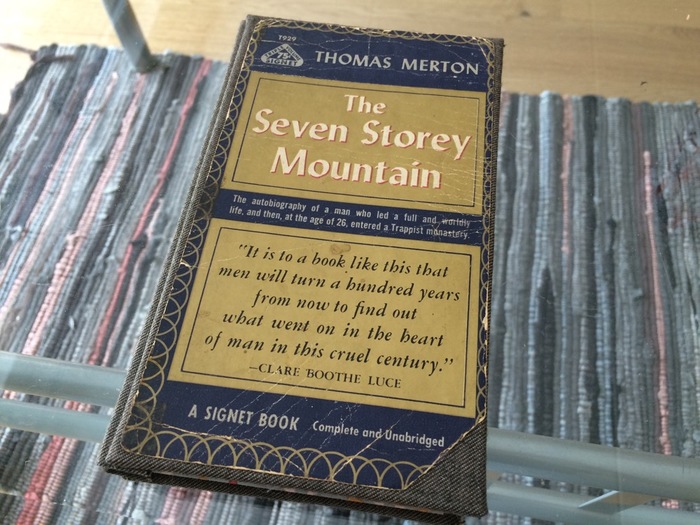 T929
75¢
SIGNET
THOMAS MERTON
The
Seven Storey
Mountain
The autobiography of a man who led a full and worldly
life, and then, at the age of 26, entered a Trappist monastery.
"It is to a book like this that
men will turn a hundred years
from now to find out
what went on in the heart
of man in this cruel century."
—CLARE BOOTHE LUCE
A SIGNET BOOK Complete and Unabridged